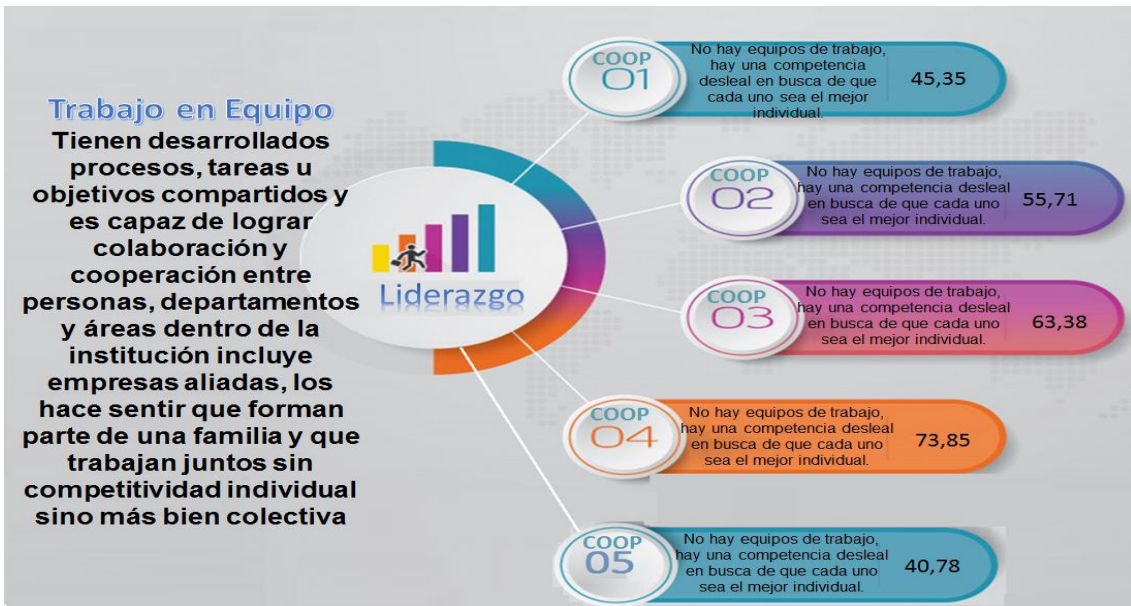 Trabajo en Equipo
Tienen desarrollados
procesos, tareas u
objetivos compartidos y
es capaz de lograr
colaboración y
cooperación entre
personas, departamentos
y áreas dentro de la
institución incluye
empresas aliadas, los
hace sentir que forman
parte de una familia y que
trabajan juntos sin
competitividad individual
sino más bien colectiva
Liderazgo
COOP
01
No hay equipos de trabajo,
hay una competencia
desleal en busca de que
cada uno sea el mejor
individual.
45,35
COOP
02
No hay equipos de trabajo,
hay una competencia desleal
en busca de que cada uno
sea el mejor individual.
55,71
COOP
03
No hay equipos de trabajo,
hay una competencia desleal
en busca de que cada uno
sea el mejor individual.
63,38
COOP
04
No hay equipos de trabajo,
hay una competencia desleal
en busca de que cada uno
sea el mejor individual.
73,85
COOP
05
No hay equipos de trabajo,
hay una competencia desleal
en busca de que cada uno
sea el mejor individual.
40,78